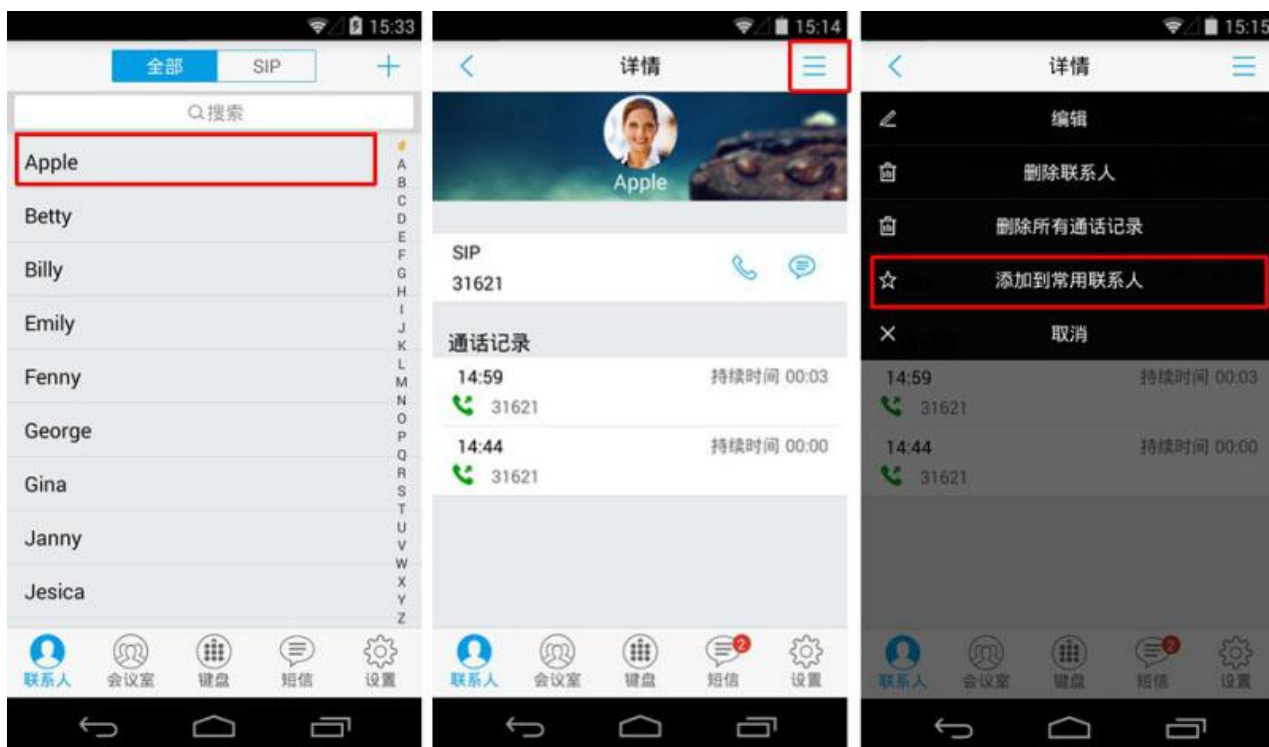 15:33
全部 SIP +
搜索
Apple
Betty
Billy
Emily
Fenny
George
Gina
Janny
Jesica
#
A
B
C
D
E
F
G
H
I
J
K
L
M
N
O
P
Q
R
S
T
U
V
W
X
Y
Z
联系人 会议室 键盘 短信 设置
15:14
详情
Apple
SIP
31621
通话记录
14:59 持续时间 00:03
31621
14:44 持续时间 00:00
31621
2
联系人 会议室 键盘 短信 设置
15:15
详情
编辑
删除联系人
删除所有通话记录
添加到常用联系人
取消
14:59 持续时间 00:03
31621
14:44 持续时间 00:00
31621
2
联系人 会议室 键盘 短信 设置